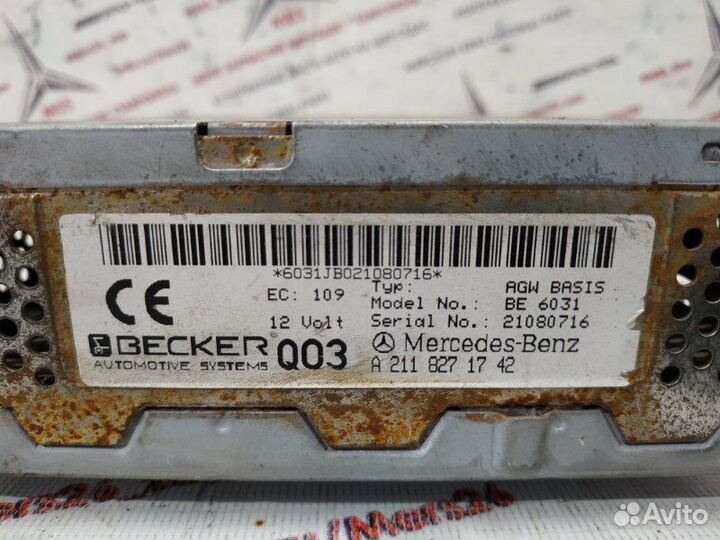 *6031JB021080716*
Typ: AGW BASIS
EC: 109 Model No.: BE 6031
12 Volt Serial No.: 21080716
CE
BECKER
AUTOMOTIVE SYSTEMS
Q03
Mercedes-Benz
A 211 827 17 42
Avito